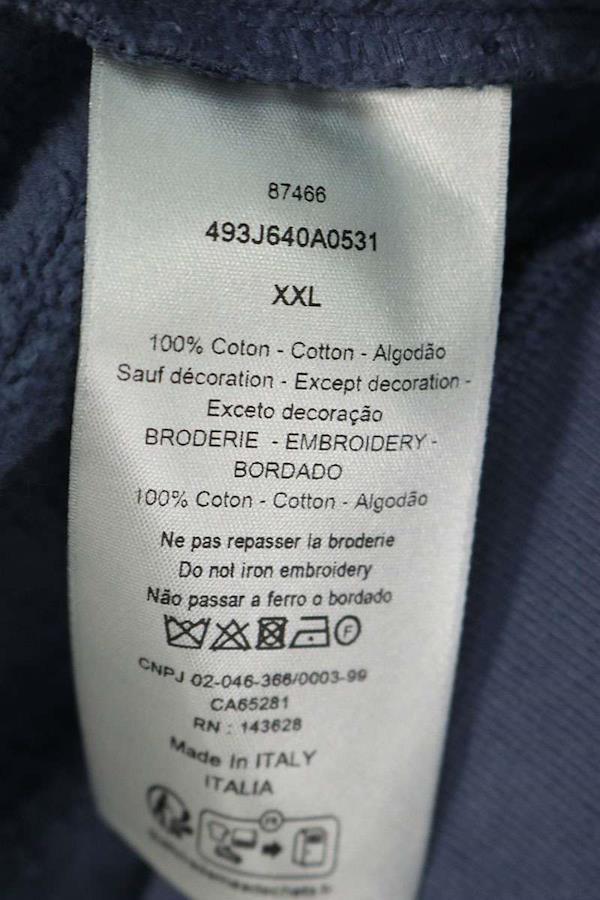 87466
493J640A0531
XXL
100% Coton - Cotton - Algodão
Sauf décoration - Except decoration -
Exceto decoração
BRODERIE - EMBROIDERY -
BORDADO
100% Coton - Cotton - Algodão
Ne pas repasser la broderie
Do not iron embroidery
Não passar a ferro o bordado
F
CNPJ 02-046-366/0003-99
CA65281
RN : 143628
Made In ITALY
ITALIA
FR